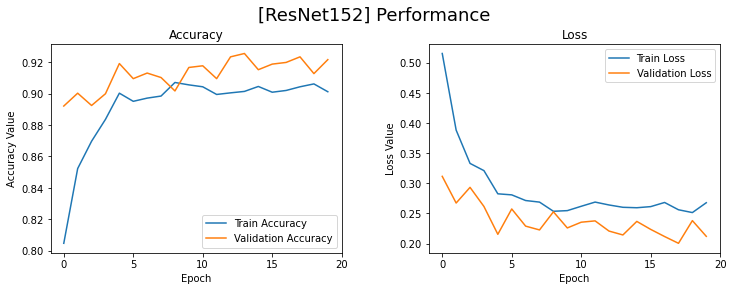 [ResNet152] Performance
Accuracy
Accuracy Value
0.92
0.90
0.88
0.86
0.84
0.82
0.80
0
5
10
15
20
Epoch
Train Accuracy
Validation Accuracy
Loss
Loss Value
0.50
0.45
0.40
0.35
0.30
0.25
0.20
0
5
10
15
20
Epoch
Train Loss
Validation Loss